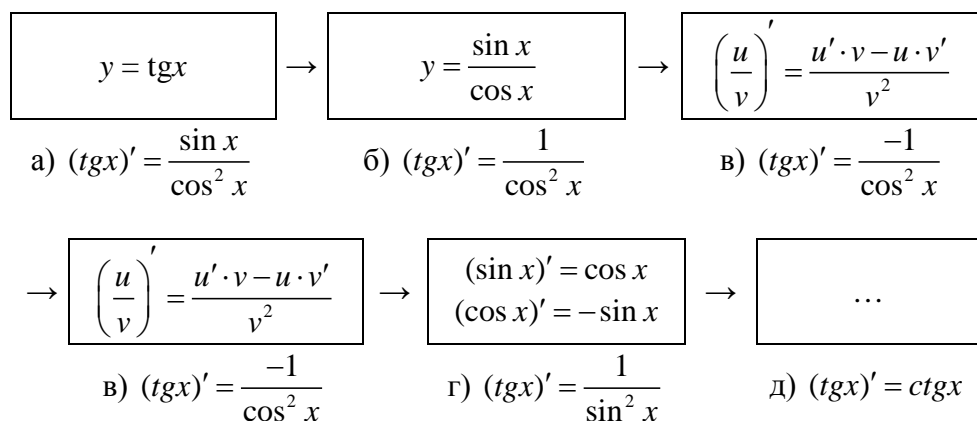 y = tgx → y = sin x / cos x → (u/v)′ = (u′ · v − u · v′) / v²
а) (tgx)′ = sin x / cos² x б) (tgx)′ = 1 / cos² x в) (tgx)′ = −1 / cos² x
→ (u/v)′ = (u′ · v − u · v′) / v² → (sin x)′ = cos x → …
(cos x)′ = − sin x
в) (tgx)′ = −1 / cos² x г) (tgx)′ = 1 / sin² x д) (tgx)′ = ctgx